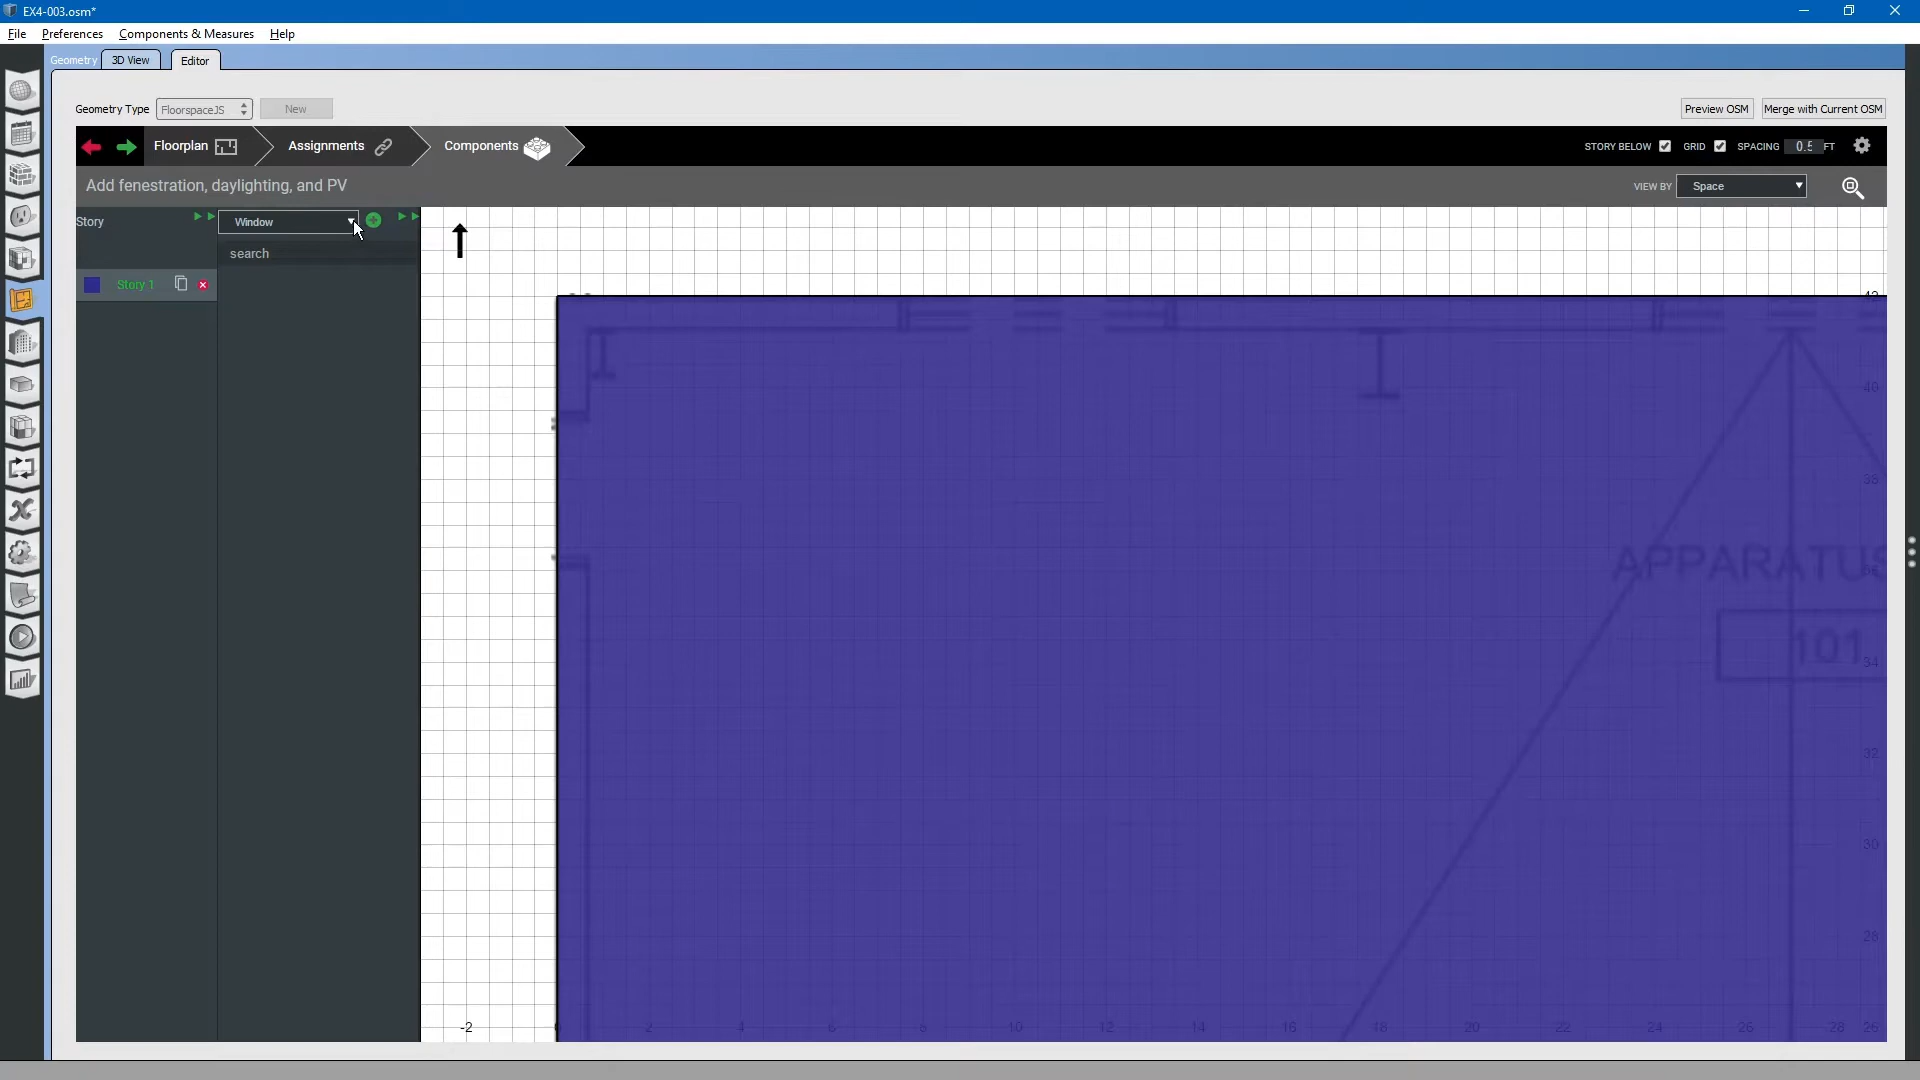 EX4-003.osm*
File Preferences Components & Measures Help
Geometry 3D View Editor
Geometry Type FloorspaceJS New Preview OSM Merge with Current OSM
Floorplan Assignments Components STORY BELOW GRID SPACING 0.5 FT
Add fenestration, daylighting, and PV VIEW BY Space
Story Window
search
Story 1
42
40
38
APPARATUS 36
101 34
32
30
28
-2 0 2 4 6 8 10 12 14 16 18 20 22 24 26 28 26